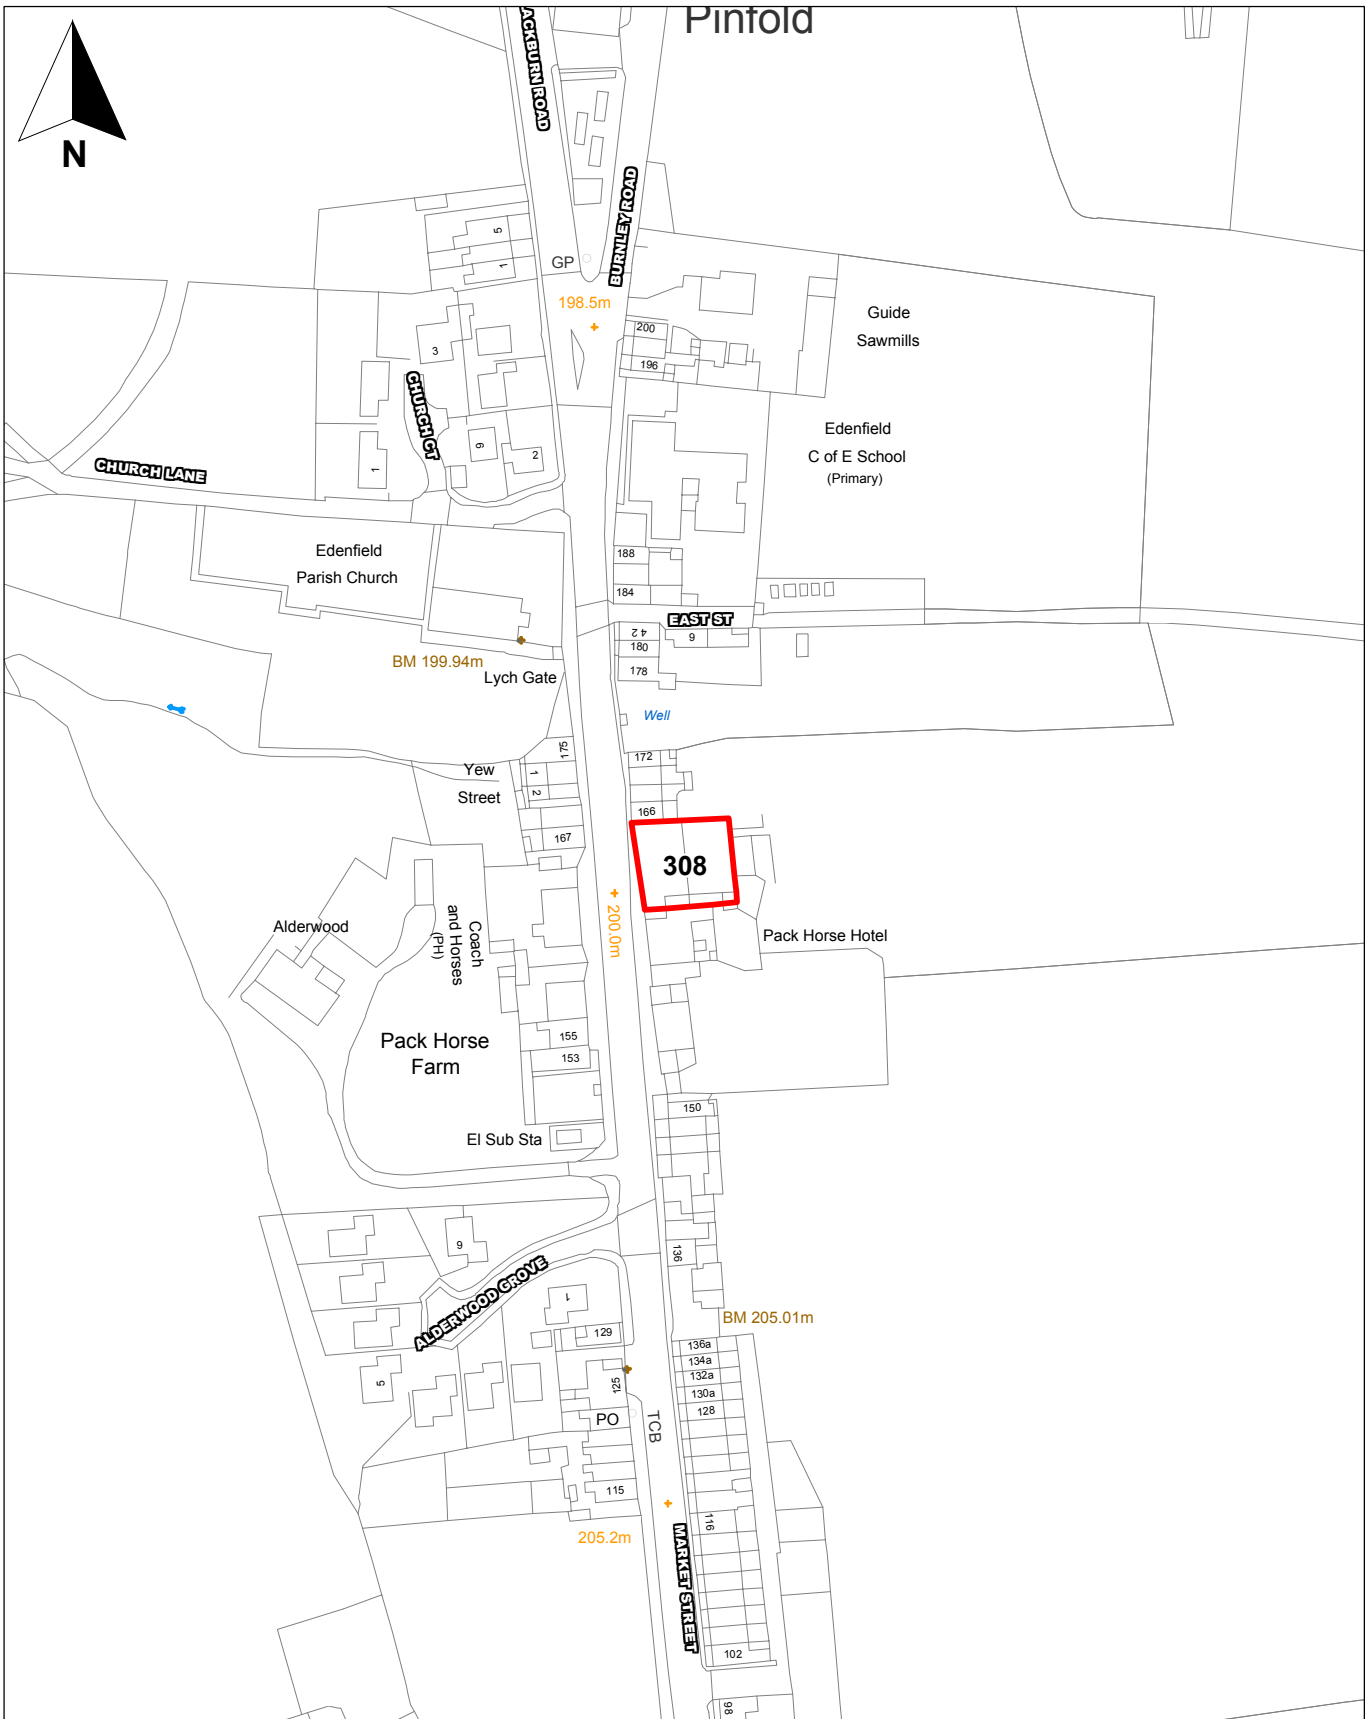 Pinfold
N
ACKBURN ROAD
BURNLEY ROAD
5
1
GP
198.5m
Guide
Sawmills
200
196
3
CHURCH CT
Edenfield
C of E School
(Primary)
6
2
1
CHURCH LANE
Edenfield
Parish Church
188
184
EAST ST
4 2
9
180
178
BM 199.94m
Lych Gate
Well
175
172
Yew
Street
1
2
166
167
308
200.0m
Coach
and Horses
(PH)
Alderwood
Pack Horse Hotel
Pack Horse
Farm
155
153
150
El Sub Sta
136
9
ALDERWOOD GROVE
1
129
BM 205.01m
136a
134a
132a
130a
128
5
125
PO
TCB
115
116
205.2m
MARKET STREET
102
98